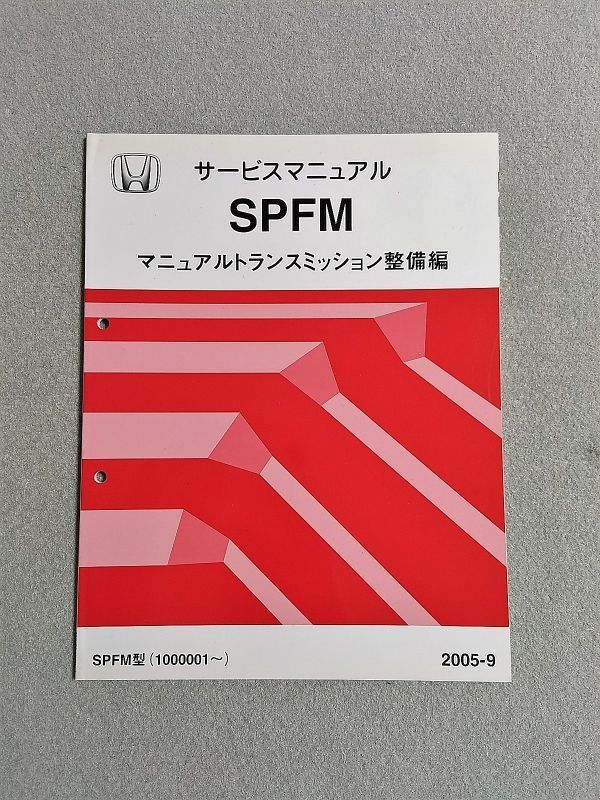 サービスマニュアル
SPFM
マニュアルトランスミッション整備編
SPFM型(1000001～)
2005-9